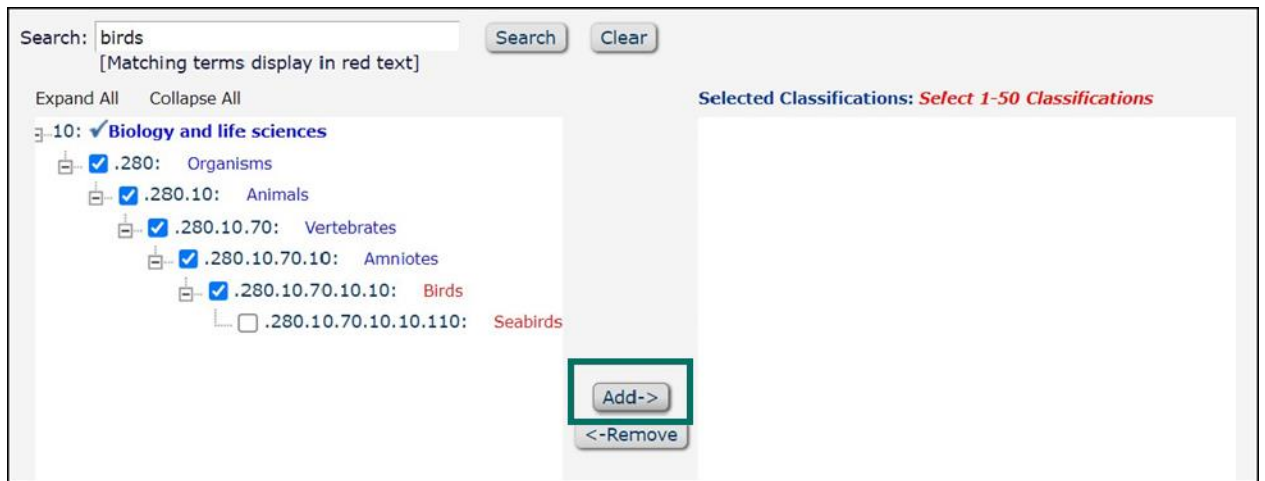 Search: birds Search Clear
[Matching terms display in red text]
Expand All Collapse All
Selected Classifications: Select 1-50 Classifications
10: ✓Biology and life sciences
.280: Organisms
.280.10: Animals
.280.10.70: Vertebrates
.280.10.70.10: Amniotes
.280.10.70.10.10: Birds
.280.10.70.10.10.110: Seabirds
Add->
<-Remove